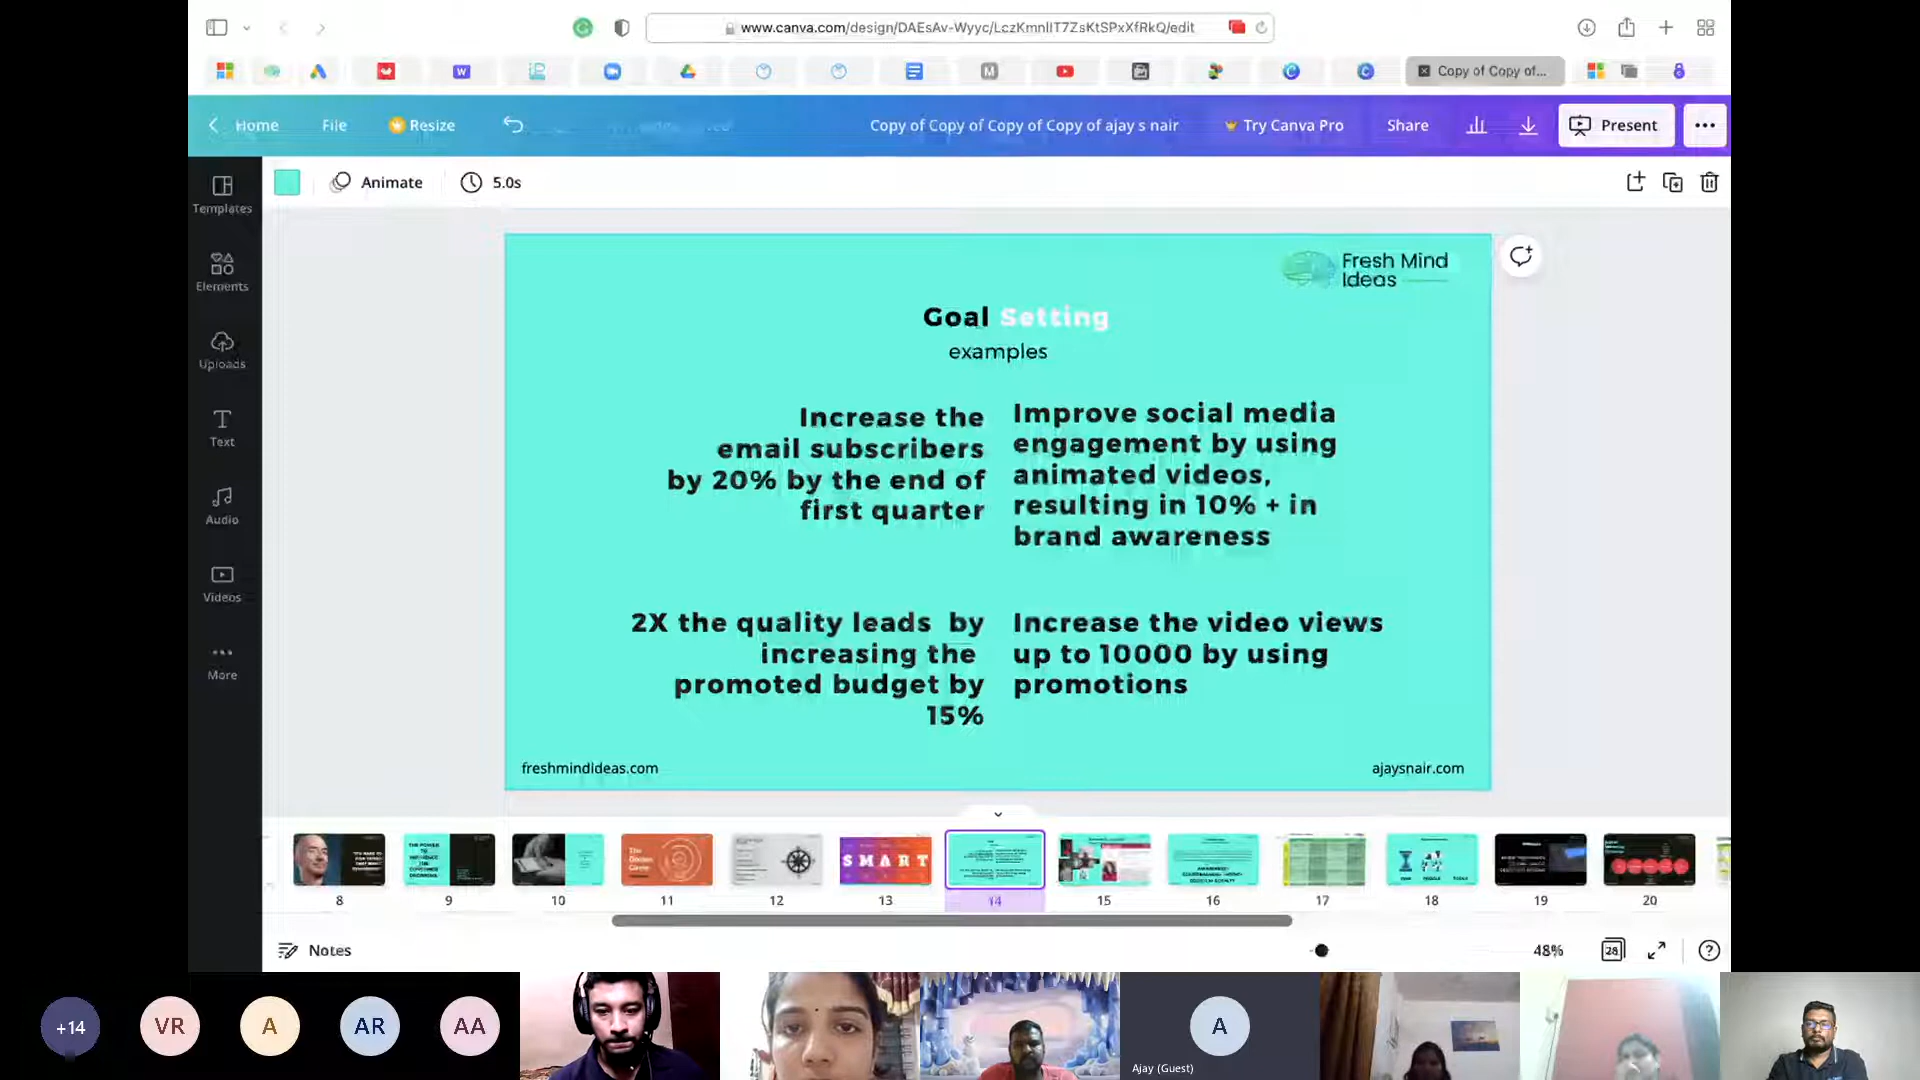 www.canva.com/design/DAEsAv-Wyyc/LczKmnlIT7ZsKtSPxXfRkQ/edit
Copy of Copy of...
Home
File
Resize
Copy of Copy of Copy of Copy of ajay s nair
Try Canva Pro
Share
Present
Animate
5.0s
Templates
Elements
Uploads
Text
Audio
Videos
More
Fresh Mind
Ideas
Goal Setting
examples
Increase the
email subscribers
by 20% by the end of
first quarter
Improve social media
engagement by using
animated videos,
resulting in 10% + in
brand awareness
2X the quality leads by
increasing the
promoted budget by
15%
Increase the video views
up to 10000 by using
promotions
freshmindideas.com
ajaysnair.com
SMART
8
9
10
11
12
13
14
15
16
17
18
19
20
Notes
48%
28
+14
VR
A
AR
AA
A
Ajay (Guest)